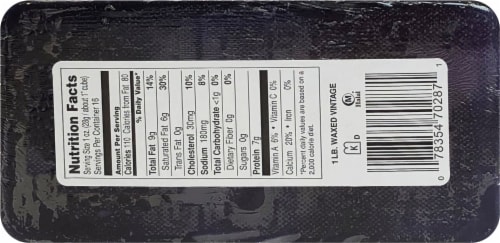 Nutrition Facts
Serving Size 1 oz. (28g / about 1" cube)
Servings Per Container 16
Amount Per Serving
Calories 110 Calories from Fat 80
% Daily Value*
Total Fat 9g 14%
Saturated Fat 6g 30%
Trans Fat 0g
Cholesterol 30mg 10%
Sodium 180mg 8%
Total Carbohydrate <1g 0%
Dietary Fiber 0g 0%
Sugars 0g
Protein 7g
Vitamin A 6% • Vitamin C 0%
Calcium 20% • Iron 0%
*Percent daily values are based on a
2,000 calorie diet.
1 LB. WAXED VINTAGE
K D
M
Halal
0 78354 70287 1